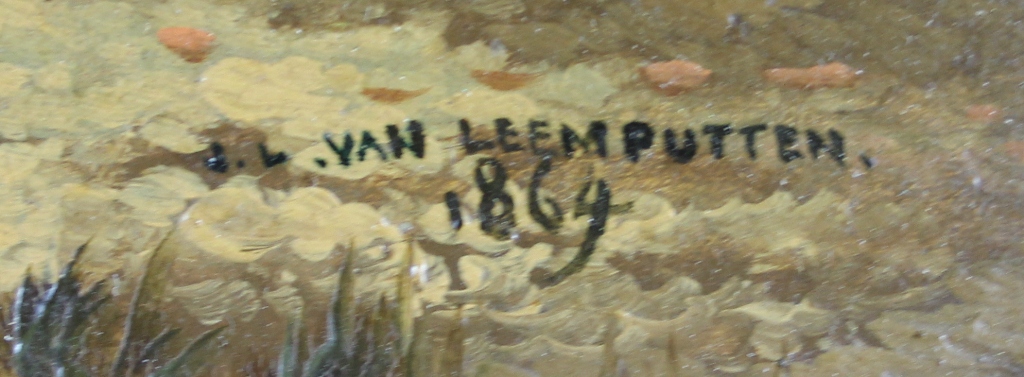 J. L. VAN LEEMPUTTEN.
1864